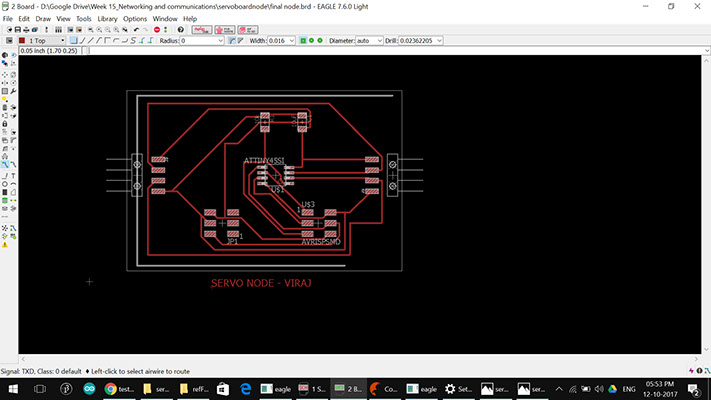 2 Board - D:\Google Drive\Week 15_Networking and communications\servoboardnode\final node.brd - EAGLE 7.6.0 Light
File Edit Draw View Tools Library Options Window Help
1 Top Radius: 0 Width: 0.016 Diameter: auto Drill: 0.02362205
0.05 inch (1.70 0.25)
ATTINY45SI
U$1
U$3
1
JP1
1
AVRISPSMD
SERVO NODE - VIRAJ
Signal: TXD, Class: 0 default ♦ Left-click to select airwire to route
test... ser... refF... eagle 1 S... 2 B... Co... eagle Set... ser... ser... ENG
05:53 PM
12-10-2017